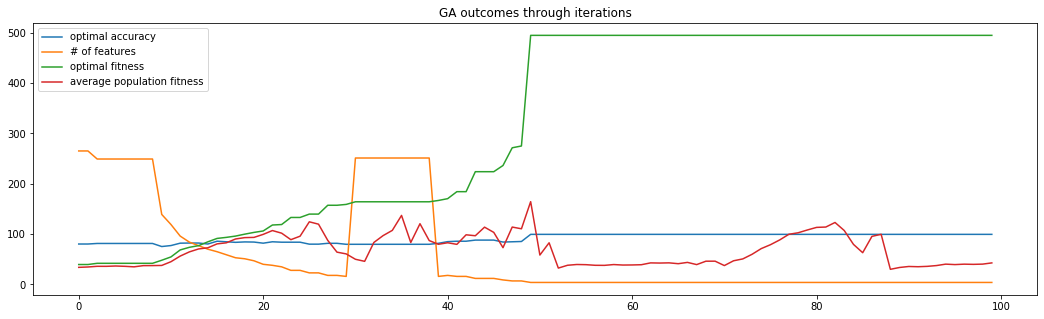 GA outcomes through iterations
optimal accuracy
# of features
optimal fitness
average population fitness
500
400
300
200
100
0
0
20
40
60
80
100